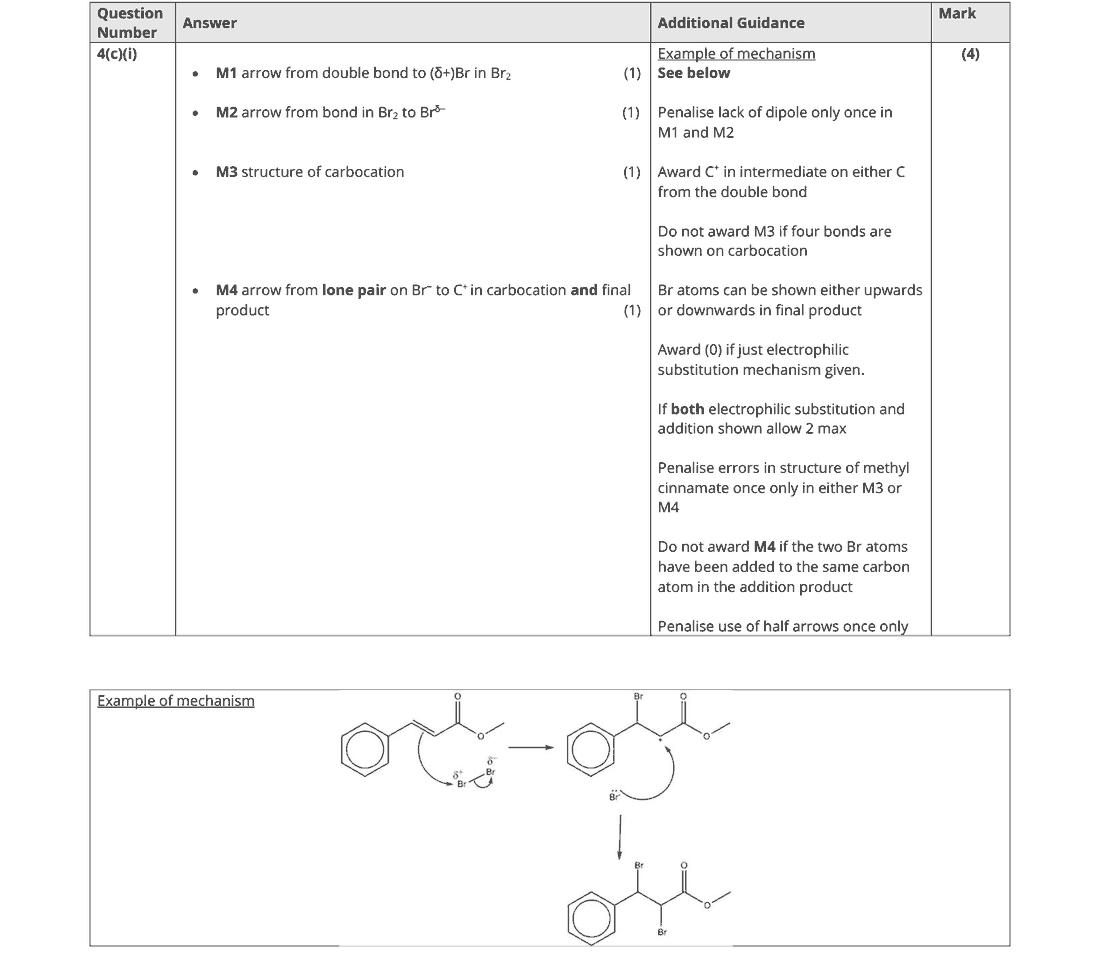 Question Number
Answer
Additional Guidance
Mark
4(c)(i)
• M1 arrow from double bond to (δ+)Br in Br₂ (1)
• M2 arrow from bond in Br₂ to Brδ– (1)
• M3 structure of carbocation (1)
• M4 arrow from lone pair on Br⁻ to C⁺ in carbocation and final
product (1)
Example of mechanism
See below
Penalise lack of dipole only once in
M1 and M2
Award C⁺ in intermediate on either C
from the double bond
Do not award M3 if four bonds are
shown on carbocation
Br atoms can be shown either upwards
or downwards in final product
Award (0) if just electrophilic
substitution mechanism given.
If both electrophilic substitution and
addition shown allow 2 max
Penalise errors in structure of methyl
cinnamate once only in either M3 or
M4
Do not award M4 if the two Br atoms
have been added to the same carbon
atom in the addition product
Penalise use of half arrows once only
(4)
Example of mechanism
O
O
δ+
Br
δ–
Br
Br
O
O
+
Br⁻
Br
O
O
Br